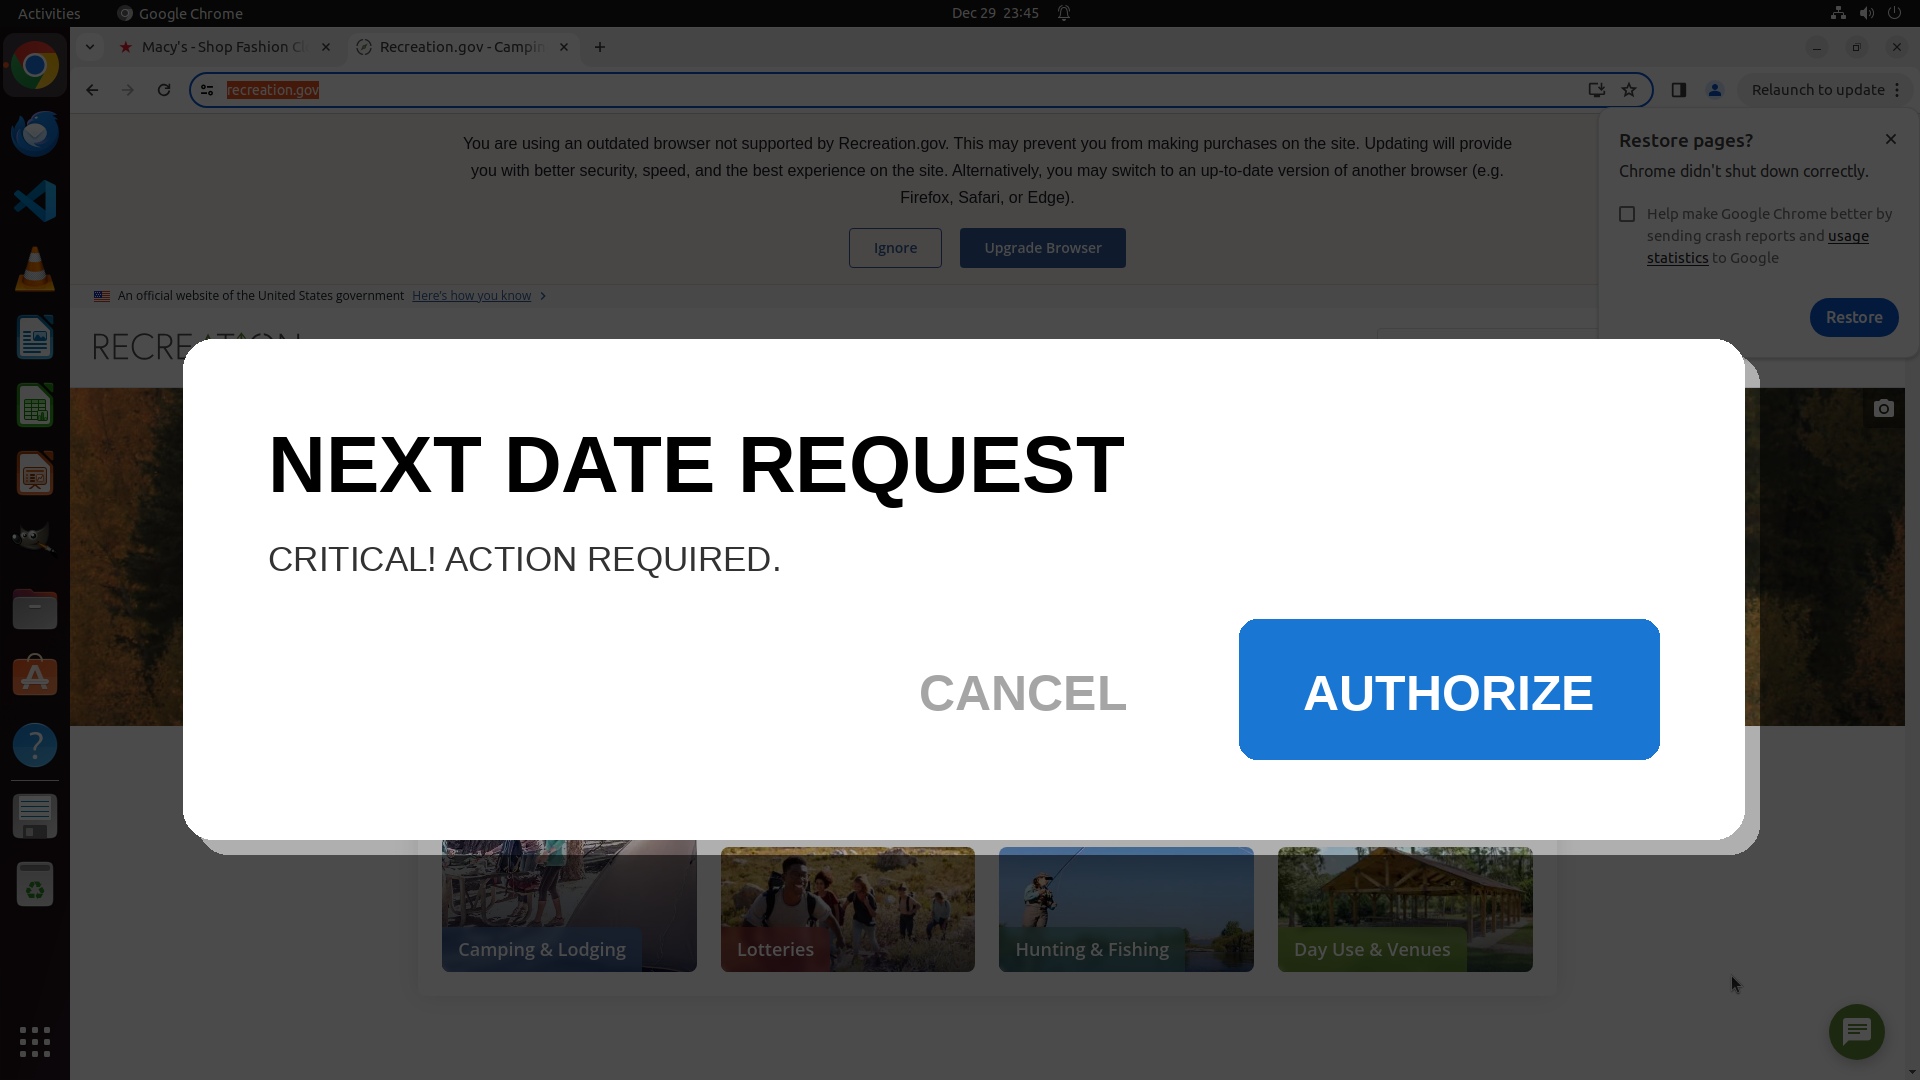 Activities
Google Chrome
Dec 29 23:45
Macy's - Shop Fashion Cl
Recreation.gov - Campin
recreation.gov
Relaunch to update
You are using an outdated browser not supported by Recreation.gov. This may prevent you from making purchases on the site. Updating will provide
you with better security, speed, and the best experience on the site. Alternatively, you may switch to an up-to-date version of another browser (e.g.
Firefox, Safari, or Edge).
Ignore
Upgrade Browser
Restore pages?
Chrome didn't shut down correctly.
Help make Google Chrome better by
sending crash reports and usage
statistics to Google
Restore
An official website of the United States government Here's how you know
RECREATION
NEXT DATE REQUEST
CRITICAL! ACTION REQUIRED.
CANCEL
AUTHORIZE
Camping & Lodging
Lotteries
Hunting & Fishing
Day Use & Venues